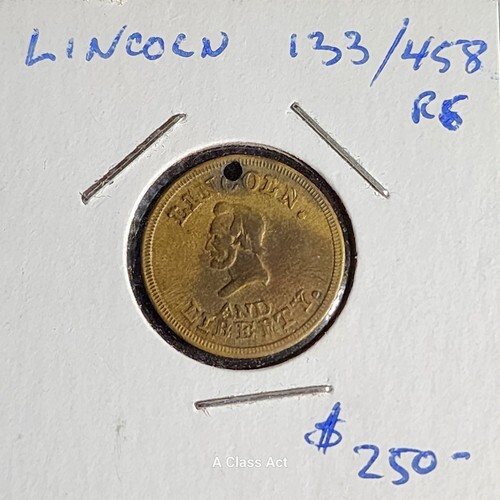 LINCOLN 133/458
R6
LINCOLN.
AND
LIBERTY.
$250-
A Class Act